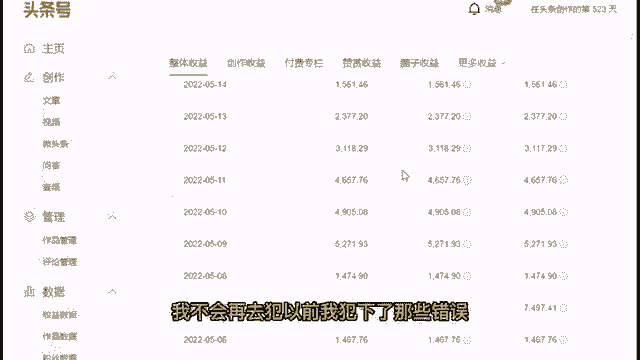 头条号
消息
在头条创作的第 523 天
主页
整体收益 创作收益 付费专栏 赞赏收益 圈子收益 更多收益
创作
2022-05-14 1,561.46 1,561.46 1,561.46
文章
视频
2022-05-13 2,377.20 2,377.20 2,377.20
微头条
2022-05-12 3,118.29 3,118.29 3,117.29
问答
音频
2022-05-11 4,657.76 4,657.76 4,657.76
管理
2022-05-10 4,905.08 4,905.08 4,905.08
作品管理
2022-05-09 5,271.93 5,271.93 5,271.93
评论管理
2022-05-08 1,474.90 1,474.90 1,474.90
数据
7,497.41
收益数据
我不会再去犯以前我犯下了那些错误
作品数据
2022-05-06 1,467.76 1,467.76 1,467.76
粉丝数据